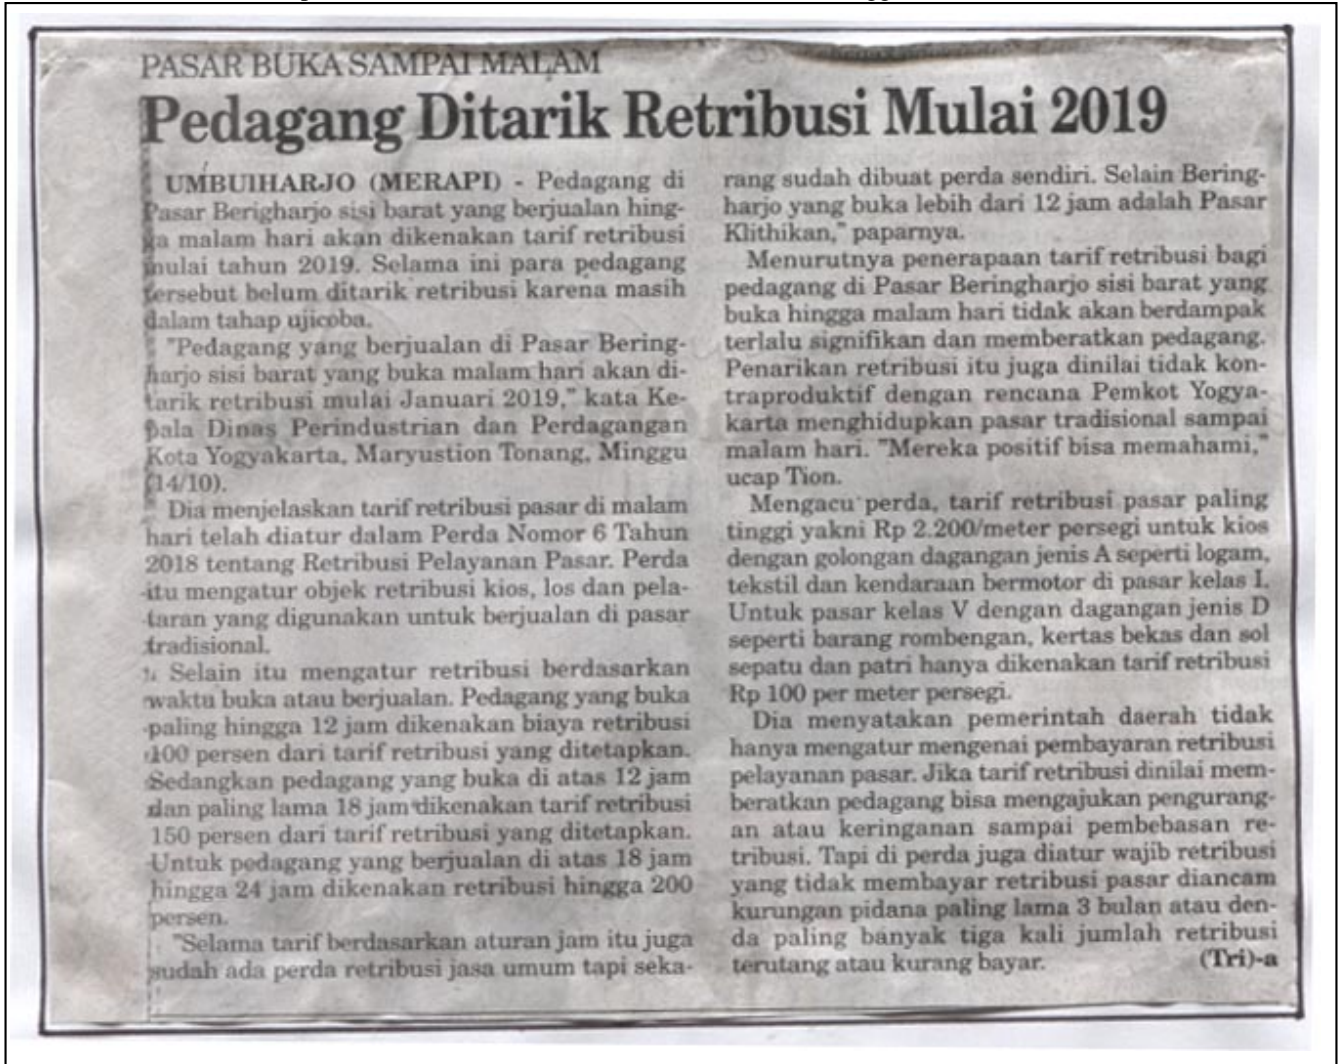 PASAR BUKA SAMPAI MALAM
Pedagang Ditarik Retribusi Mulai 2019
UMBUlHARJO (MERAPI) - Pedagang di
Pasar Berigharjo sisi barat yang berjualan hing-
ga malam hari akan dikenakan tarif retribusi
mulai tahun 2019. Selama ini para pedagang
tersebut belum ditarik retribusi karena masih
dalam tahap ujicoba.
"Pedagang yang berjualan di Pasar Bering-
harjo sisi barat yang buka malam hari akan di-
tarik retribusi mulai Januari 2019," kata Ke-
pala Dinas Perindustrian dan Perdagangan
Kota Yogyakarta, Maryustion Tonang, Minggu
(14/10).
Dia menjelaskan tarif retribusi pasar di malam
hari telah diatur dalam Perda Nomor 6 Tahun
2018 tentang Retribusi Pelayanan Pasar. Perda
itu mengatur objek retribusi kios, los dan pela-
taran yang digunakan untuk berjualan di pasar
tradisional.
Selain itu mengatur retribusi berdasarkan
waktu buka atau berjualan. Pedagang yang buka
paling hingga 12 jam dikenakan biaya retribusi
100 persen dari tarif retribusi yang ditetapkan.
Sedangkan pedagang yang buka di atas 12 jam
dan paling lama 18 jam dikenakan tarif retribusi
150 persen dari tarif retribusi yang ditetapkan.
Untuk pedagang yang berjualan di atas 18 jam
hingga 24 jam dikenakan retribusi hingga 200
persen.
"Selama tarif berdasarkan aturan jam itu juga
sudah ada perda retribusi jasa umum tapi seka-
rang sudah dibuat perda sendiri. Selain Bering-
harjo yang buka lebih dari 12 jam adalah Pasar
Klithikan," paparnya.
Menurutnya penerapaan tarif retribusi bagi
pedagang di Pasar Beringharjo sisi barat yang
buka hingga malam hari tidak akan berdampak
terlalu signifikan dan memberatkan pedagang.
Penarikan retribusi itu juga dinilai tidak kon-
traproduktif dengan rencana Pemkot Yogya-
karta menghidupkan pasar tradisional sampai
malam hari. "Mereka positif bisa memahami,"
ucap Tion.
Mengacu perda, tarif retribusi pasar paling
tinggi yakni Rp 2.200/meter persegi untuk kios
dengan golongan dagangan jenis A seperti logam,
tekstil dan kendaraan bermotor di pasar kelas I.
Untuk pasar kelas V dengan dagangan jenis D
seperti barang rombengan, kertas bekas dan sol
sepatu dan patri hanya dikenakan tarif retribusi
Rp 100 per meter persegi.
Dia menyatakan pemerintah daerah tidak
hanya mengatur mengenai pembayaran retribusi
pelayanan pasar. Jika tarif retribusi dinilai mem-
beratkan pedagang bisa mengajukan pengurang-
an atau keringanan sampai pembebasan re-
tribusi. Tapi di perda juga diatur wajib retribusi
yang tidak membayar retribusi pasar diancam
kurungan pidana paling lama 3 bulan atau den-
da paling banyak tiga kali jumlah retribusi
terutang atau kurang bayar. (Tri)-a